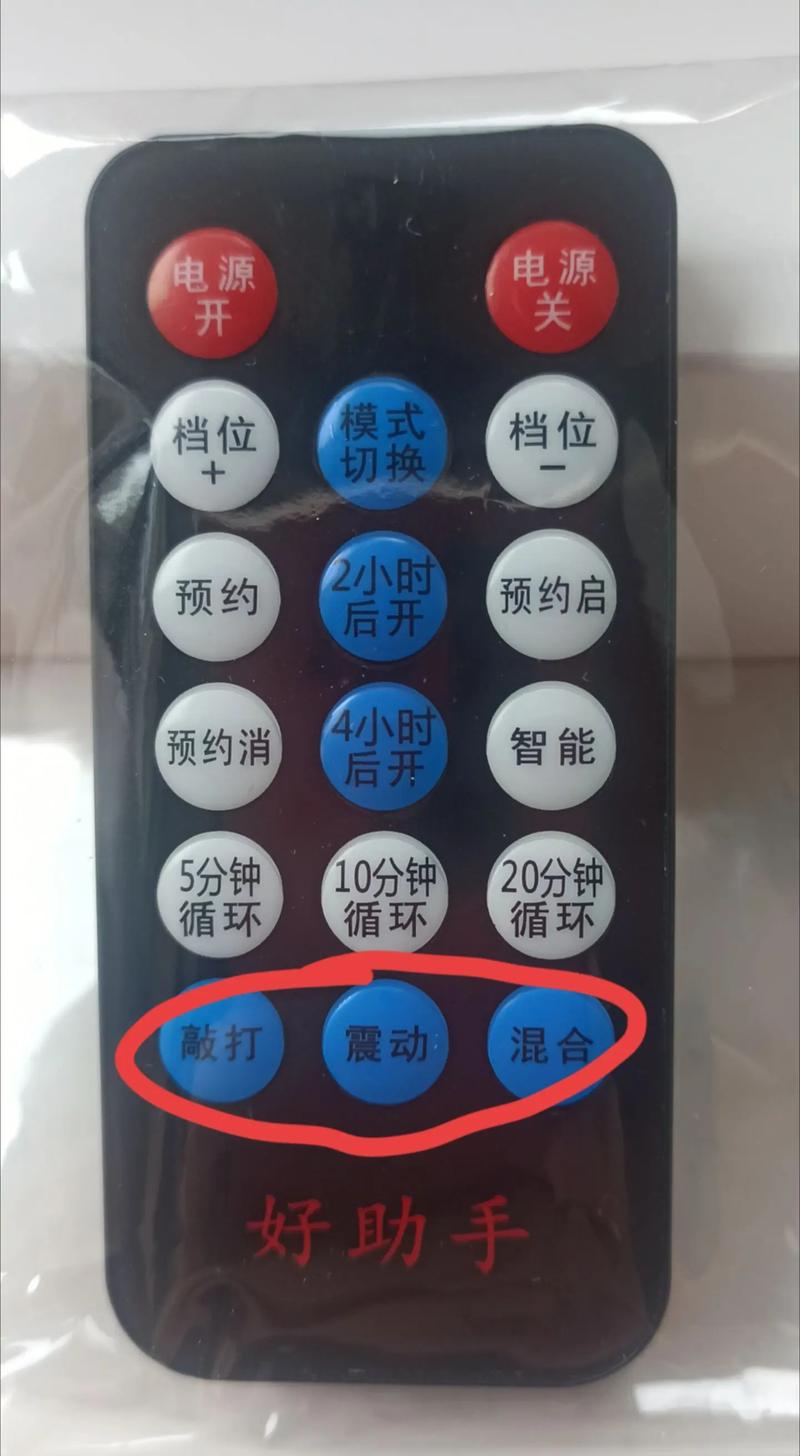 电源
开
电源
关
档位
+
模式
切换
档位
−
预约
2小时
后开
预约启
预约消
4小时
后开
智能
5分钟
循环
10分钟
循环
20分钟
循环
敲打
震动
混合
好助手